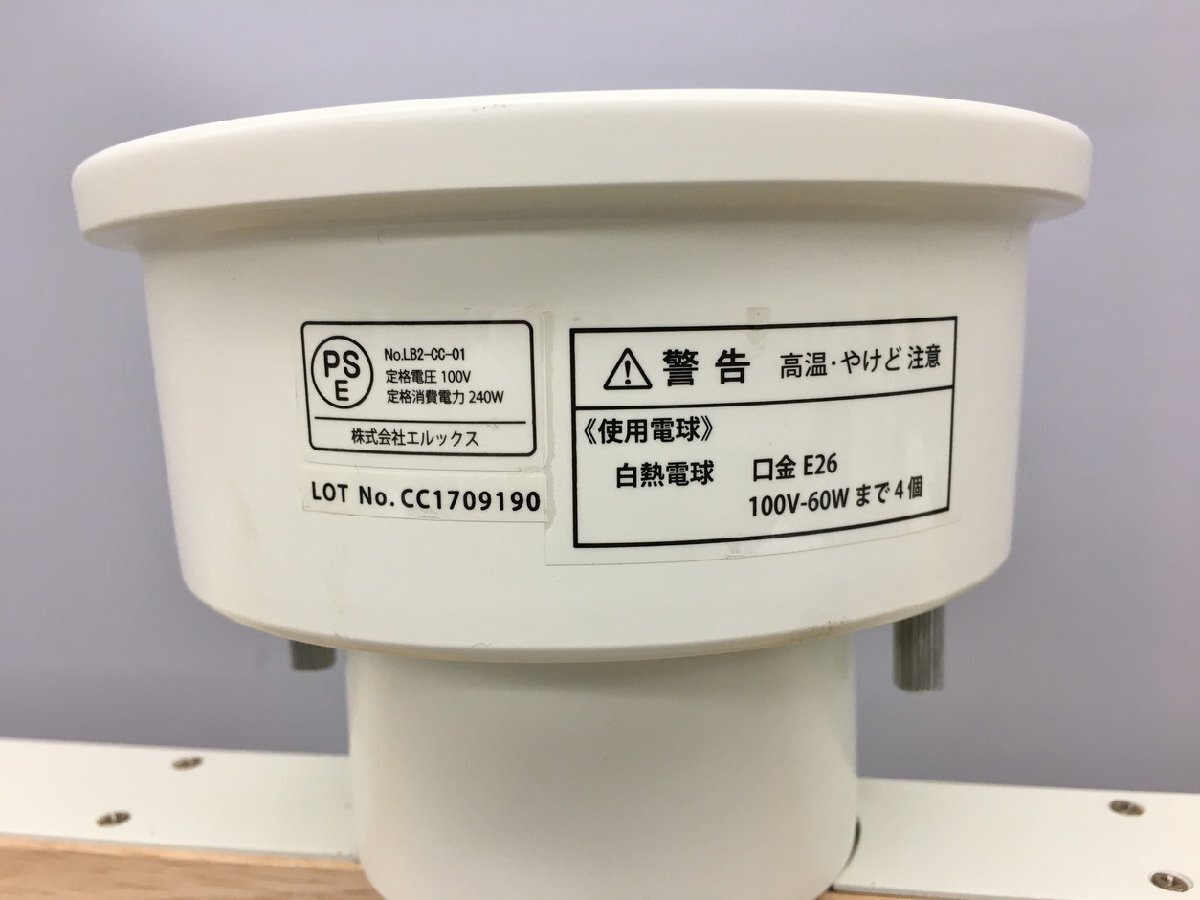 PS
E
No.LB2-CC-01
定格電圧 100V
定格消費電力 240W
株式会社エルックス
LOT No. CC1709190
警告 高温・やけど 注意
《使用電球》
白熱電球 口金 E26
100V-60W まで 4 個